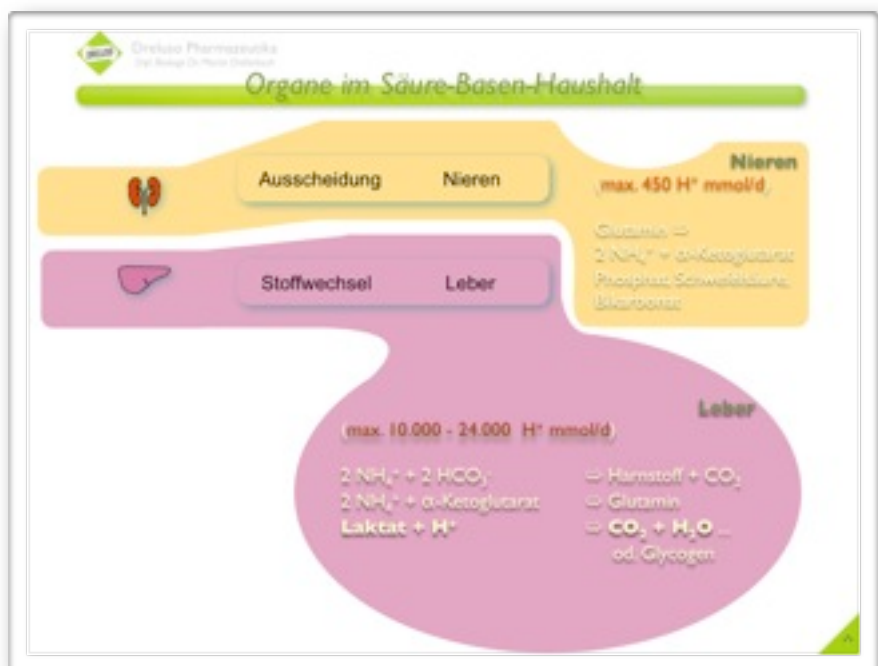 Dreluso Pharmazeutika
Organe im Säure-Basen-Haushalt
Ausscheidung Nieren
Nieren
(max. 450 H⁺ mmol/d)
Glutamin ⇨
2 NH₄⁺ + α-Ketoglutarat
Phosphat, Schwefelsäure,
Bikarbonat
Stoffwechsel Leber
Leber
(max. 10.000 - 24.000 H⁺ mmol/d)
2 NH₄⁺ + 2 HCO₃⁻ ⇨ Harnstoff + CO₂
2 NH₄⁺ + α-Ketoglutarat ⇨ Glutamin
Laktat + H⁺ ⇨ CO₂ + H₂O ...
od. Glycogen